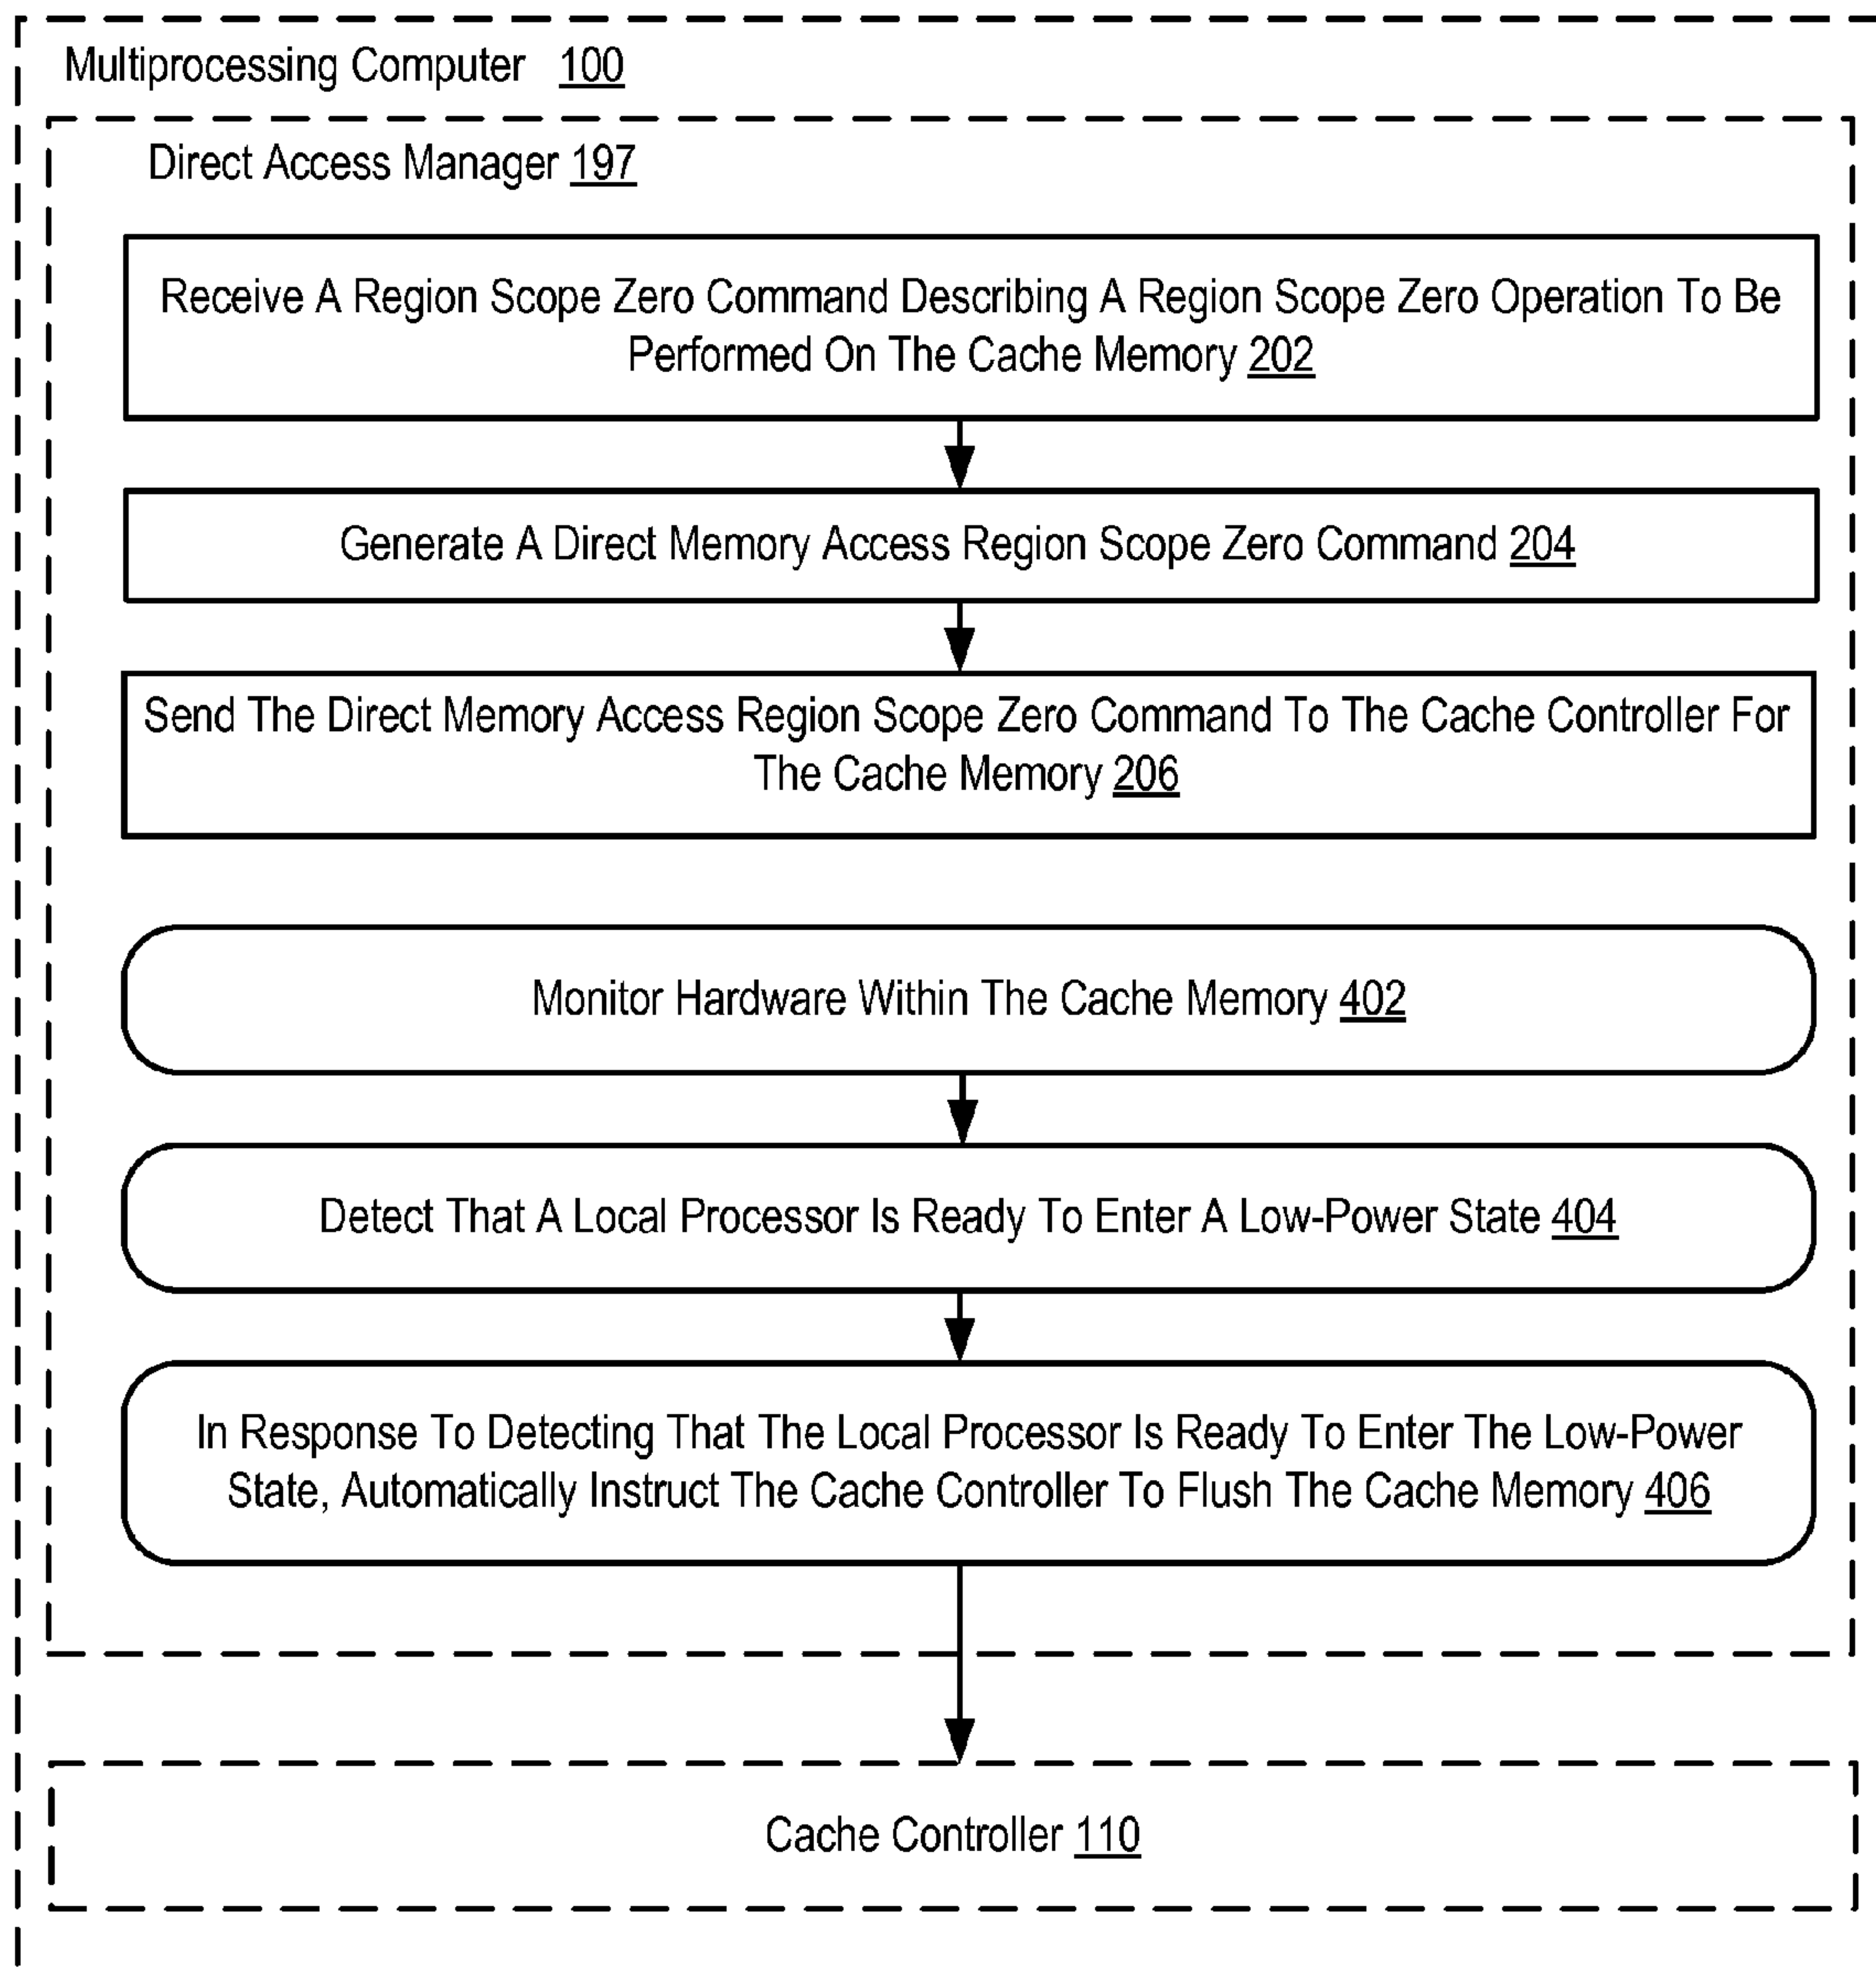 Multiprocessing Computer 100
Direct Access Manager 197
Receive A Region Scope Zero Command Describing A Region Scope Zero Operation To Be
Performed On The Cache Memory 202
Generate A Direct Memory Access Region Scope Zero Command 204
Send The Direct Memory Access Region Scope Zero Command To The Cache Controller For
The Cache Memory 206
Monitor Hardware Within The Cache Memory 402
Detect That A Local Processor Is Ready To Enter A Low-Power State 404
In Response To Detecting That The Local Processor Is Ready To Enter The Low-Power
State, Automatically Instruct The Cache Controller To Flush The Cache Memory 406
Cache Controller 110